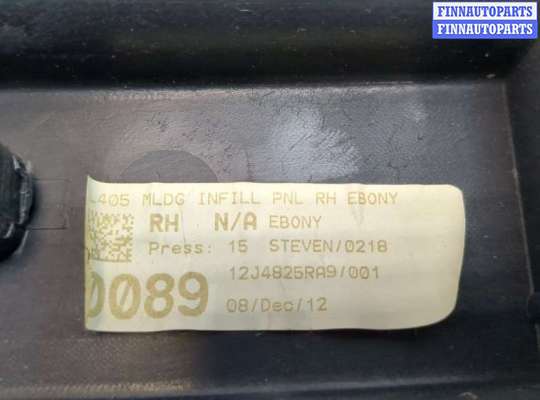 FINNAUTOPARTS
FINNAUTOPARTS
FINNAUTOPARTS
L405 MLDG INFILL PNL RH EBONY
RH N/A EBONY
Press: 15 STEVEN/0218
12J4825RA9/001
0089
08/Dec/12